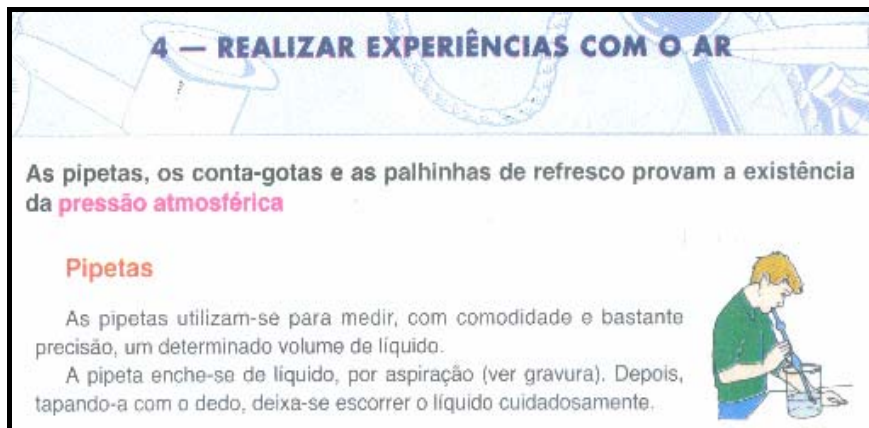 4 — REALIZAR EXPERIÊNCIAS COM O AR
As pipetas, os conta-gotas e as palhinhas de refresco provam a existência
da pressão atmosférica
Pipetas
As pipetas utilizam-se para medir, com comodidade e bastante
precisão, um determinado volume de líquido.
A pipeta enche-se de líquido, por aspiração (ver gravura). Depois,
tapando-a com o dedo, deixa-se escorrer o líquido cuidadosamente.